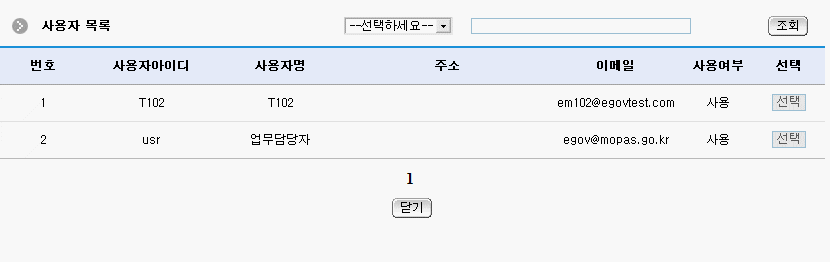 사용자 목록 --선택하세요-- 조회
번호 사용자아이디 사용자명 주소 이메일 사용여부 선택
1 T102 T102 em102@egovtest.com 사용 선택
2 usr 업무담당자 egov@mopas.go.kr 사용 선택
1
닫기